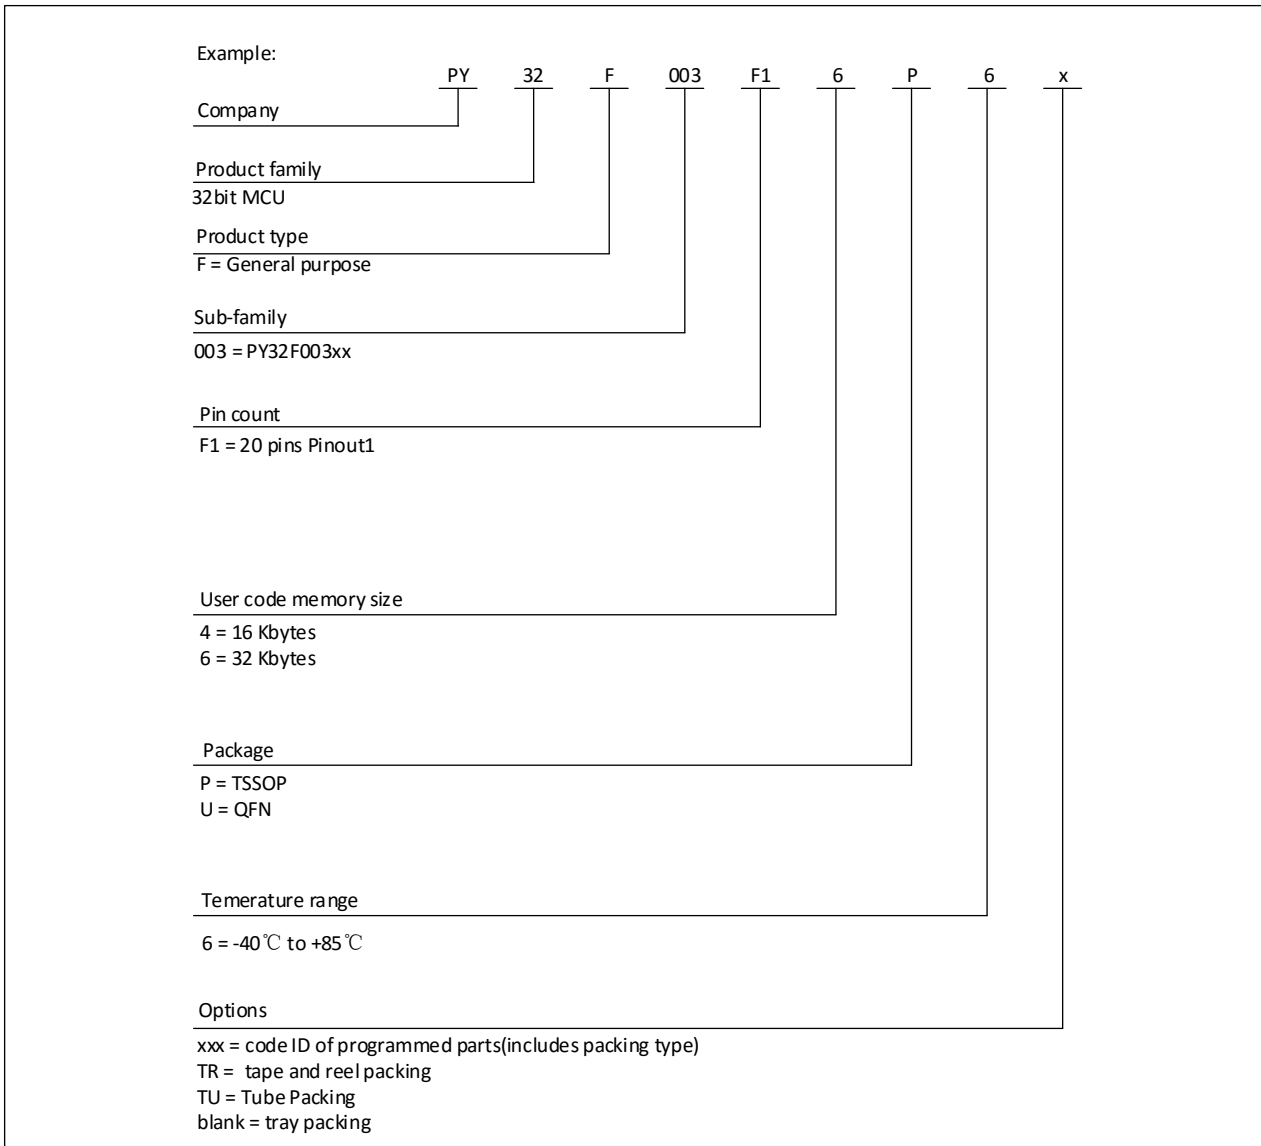 Example:
PY 32 F 003 F1 6 P 6 x
Company
Product family
32bit MCU
Product type
F = General purpose
Sub-family
003 = PY32F003xx
Pin count
F1 = 20 pins Pinout1
User code memory size
4 = 16 Kbytes
6 = 32 Kbytes
Package
P = TSSOP
U = QFN
Temerature range
6 = -40℃ to +85℃
Options
xxx = code ID of programmed parts(includes packing type)
TR = tape and reel packing
TU = Tube Packing
blank = tray packing